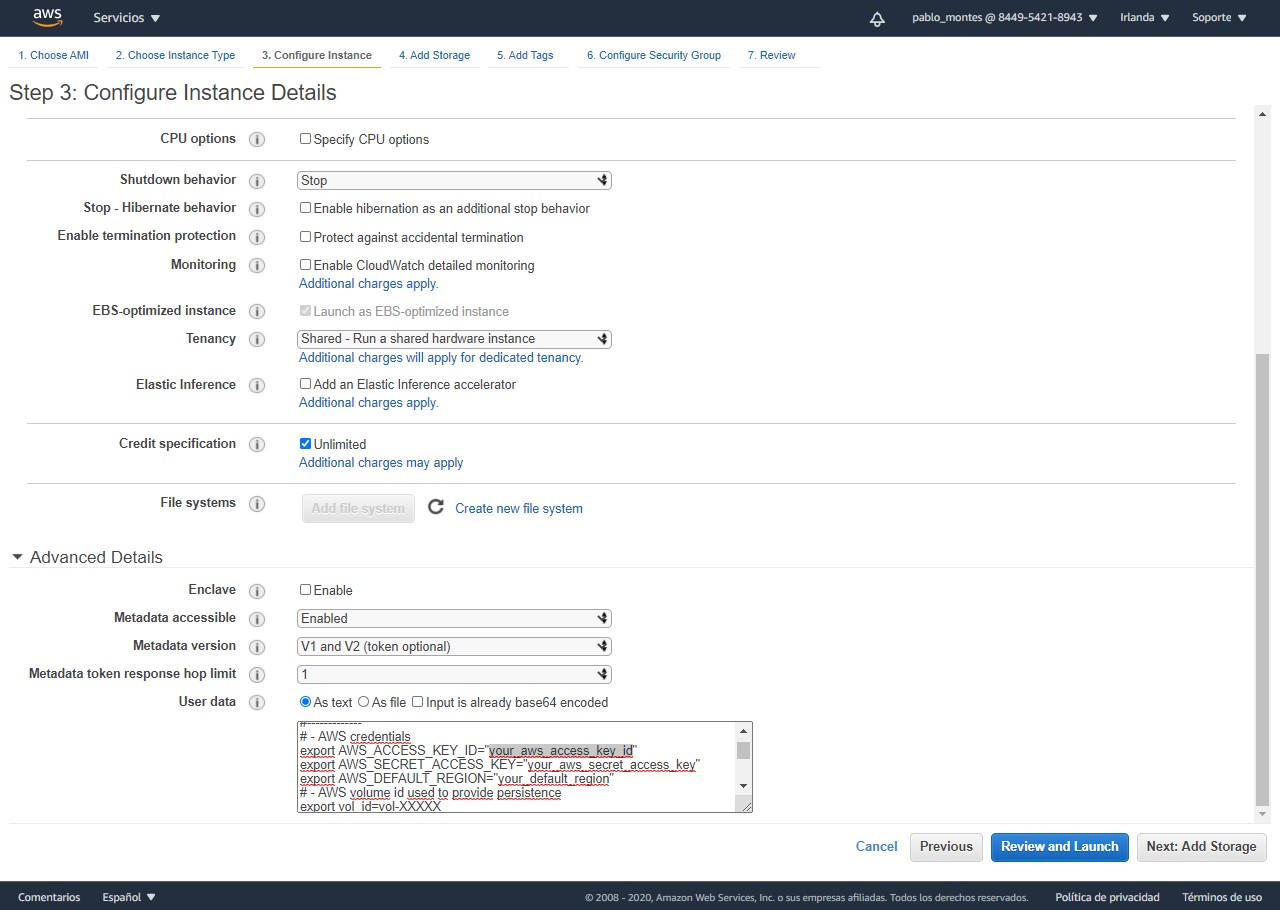 aws
Servicios
pablo_montes @ 8449-5421-8943
Irlanda
Soporte
1. Choose AMI
2. Choose Instance Type
3. Configure Instance
4. Add Storage
5. Add Tags
6. Configure Security Group
7. Review
Step 3: Configure Instance Details
CPU options
Specify CPU options
Shutdown behavior
Stop
Stop - Hibernate behavior
Enable hibernation as an additional stop behavior
Enable termination protection
Protect against accidental termination
Monitoring
Enable CloudWatch detailed monitoring
Additional charges apply.
EBS-optimized instance
Launch as EBS-optimized instance
Tenancy
Shared - Run a shared hardware instance
Additional charges will apply for dedicated tenancy.
Elastic Inference
Add an Elastic Inference accelerator
Additional charges apply.
Credit specification
Unlimited
Additional charges may apply
File systems
Add file system
Create new file system
Advanced Details
Enclave
Enable
Metadata accessible
Enabled
Metadata version
V1 and V2 (token optional)
Metadata token response hop limit
1
User data
As text
As file
Input is already base64 encoded
#-------------
# - AWS credentials
export AWS_ACCESS_KEY_ID="your_aws_access_key_id"
export AWS_SECRET_ACCESS_KEY="your_aws_secret_access_key"
export AWS_DEFAULT_REGION="your_default_region"
# - AWS volume id used to provide persistence
export vol_id=vol-XXXXX
Cancel
Previous
Review and Launch
Next: Add Storage
Comentarios
Español
© 2008 - 2020, Amazon Web Services, Inc. o sus empresas afiliadas. Todos los derechos reservados.
Política de privacidad
Términos de uso